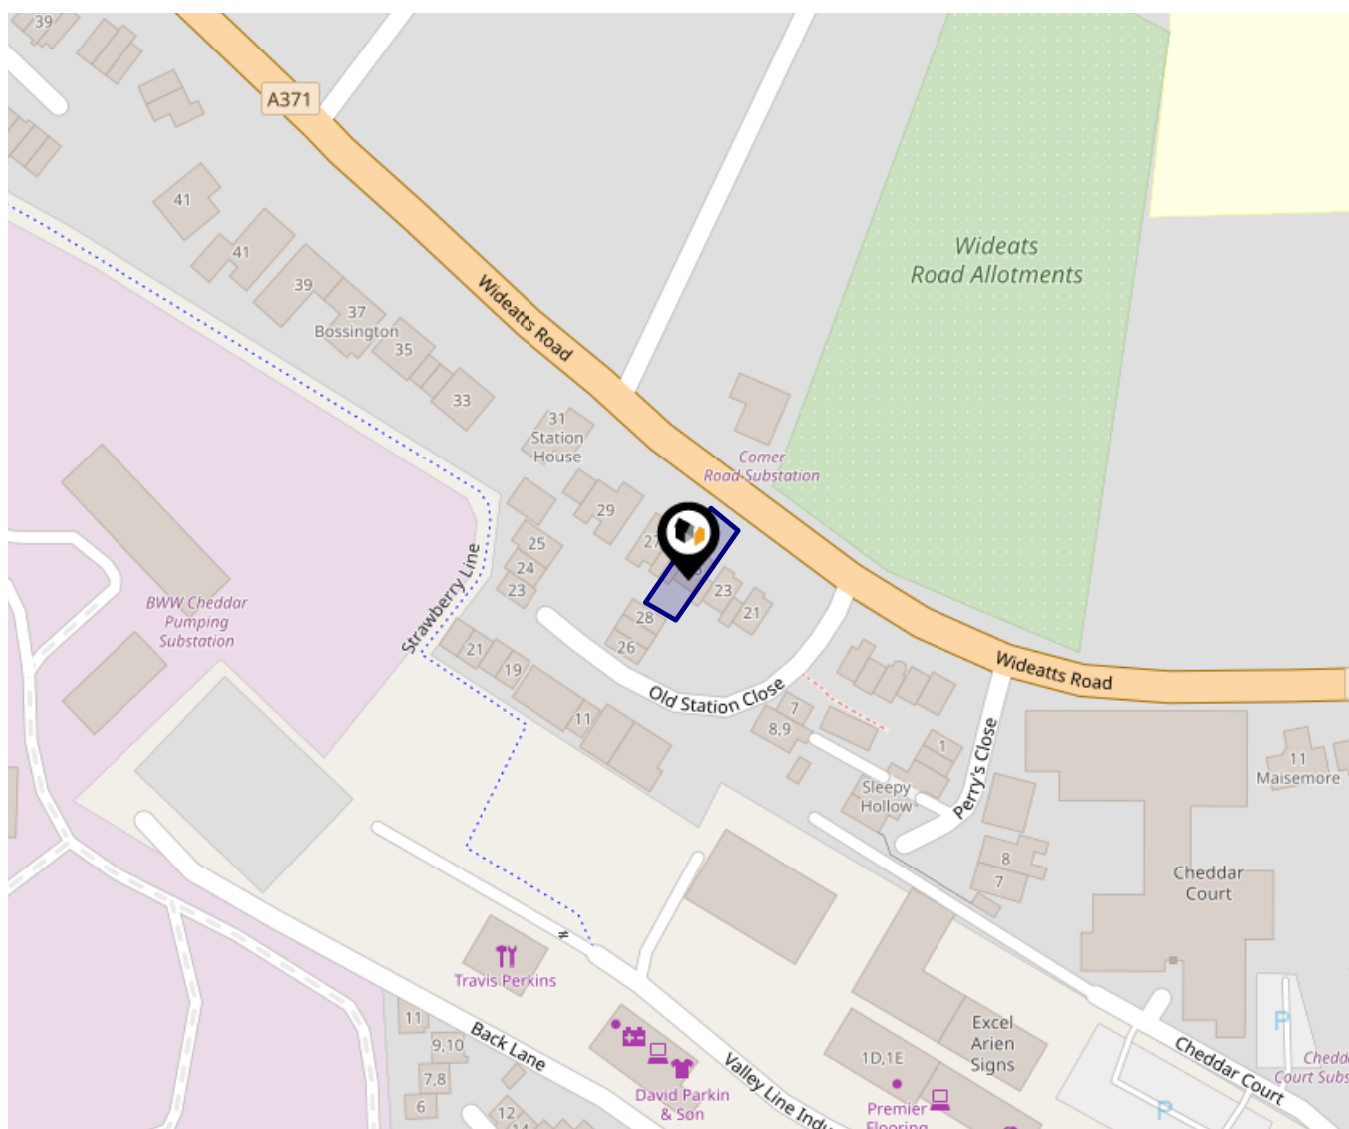 39
A371
41
Wideats
Road Allotments
41
39
Wideatts Road
37
Bossington
35
33
31
Station
House
Comer
Road Substation
29
27
25
24
23
23
21
28
26
Strawberry Line
BWW Cheddar
Pumping
Substation
21
19
11
Old Station Close
Wideatts Road
7
8,9
1
Perry's Close
Sleepy
Hollow
11
Maisemore
8
7
Cheddar
Court
Travis Perkins
11
9,10
7,8
6
12
Back Lane
David Parkin
& Son
Valley Line Indu
1D,1E
Excel
Arien
Signs
Premier
Flooring
Cheddar Court
P
P
Chedd
Court Subs